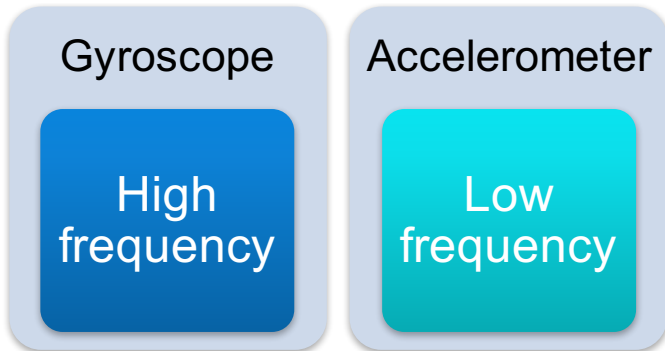 Gyroscope
High
frequency
Accelerometer
Low
frequency